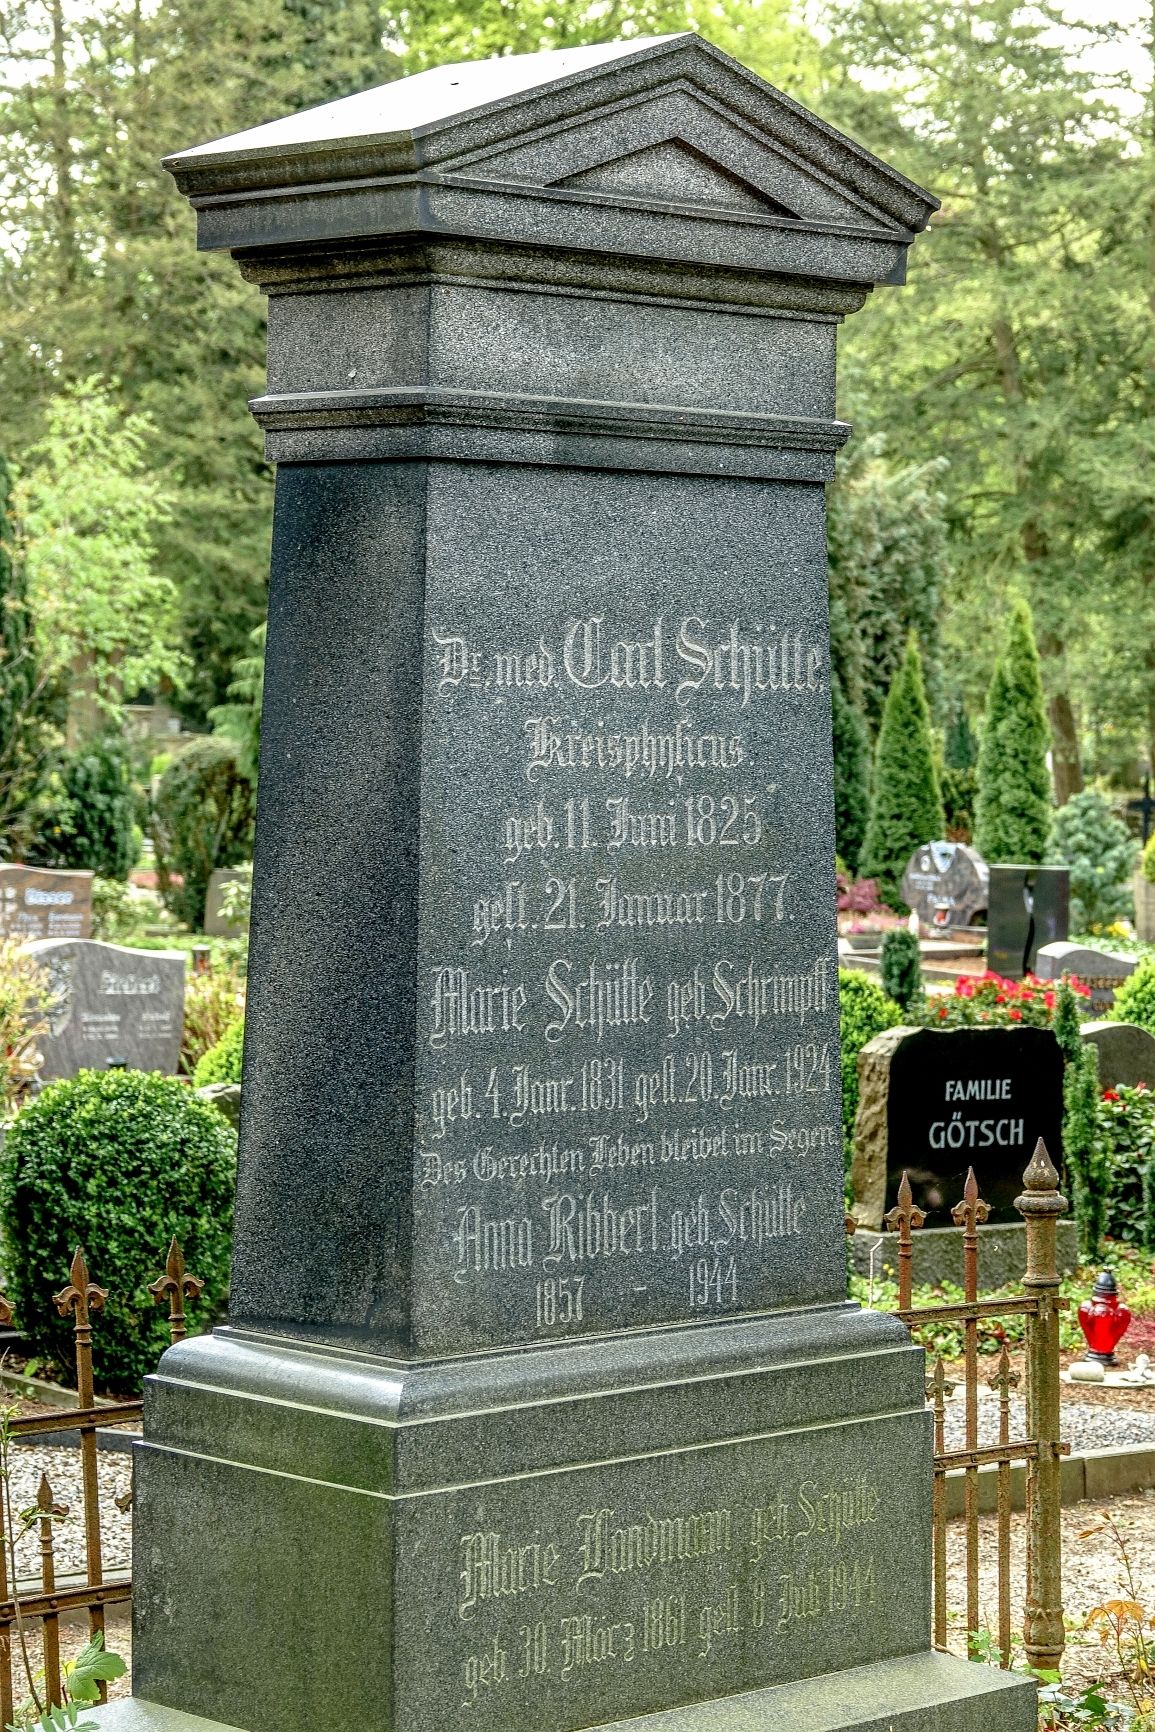 Dr. med. Carl Schütte.
Kreisphysicus.
geb. 11. Juni 1825
gest. 21. Januar 1877.
Marie Schütte geb. Schrimpff
geb. 4. Janr. 1831 gest. 20. Janr. 1924
Des Gerechten Leben bleibet im Segen.
Anna Ribbert, geb. Schütte
1857 - 1944
Marie Landmann geb. Schütte
geb. 30 März 1861 gest. 8 Juli 1944
FAMILIE
GÖTSCH